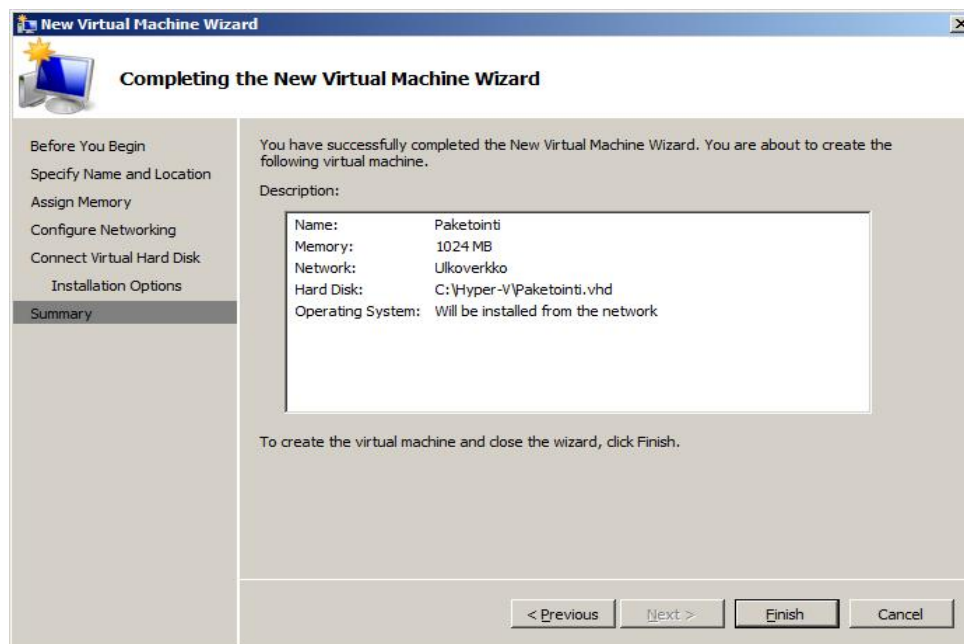 New Virtual Machine Wizard
Completing the New Virtual Machine Wizard
Before You Begin
Specify Name and Location
Assign Memory
Configure Networking
Connect Virtual Hard Disk
Installation Options
Summary
You have successfully completed the New Virtual Machine Wizard. You are about to create the
following virtual machine.
Description:
Name: Paketointi
Memory: 1024 MB
Network: Ulkoverkko
Hard Disk: C:\Hyper-V\Paketointi.vhd
Operating System: Will be installed from the network
To create the virtual machine and close the wizard, click Finish.
< Previous Next > Finish Cancel